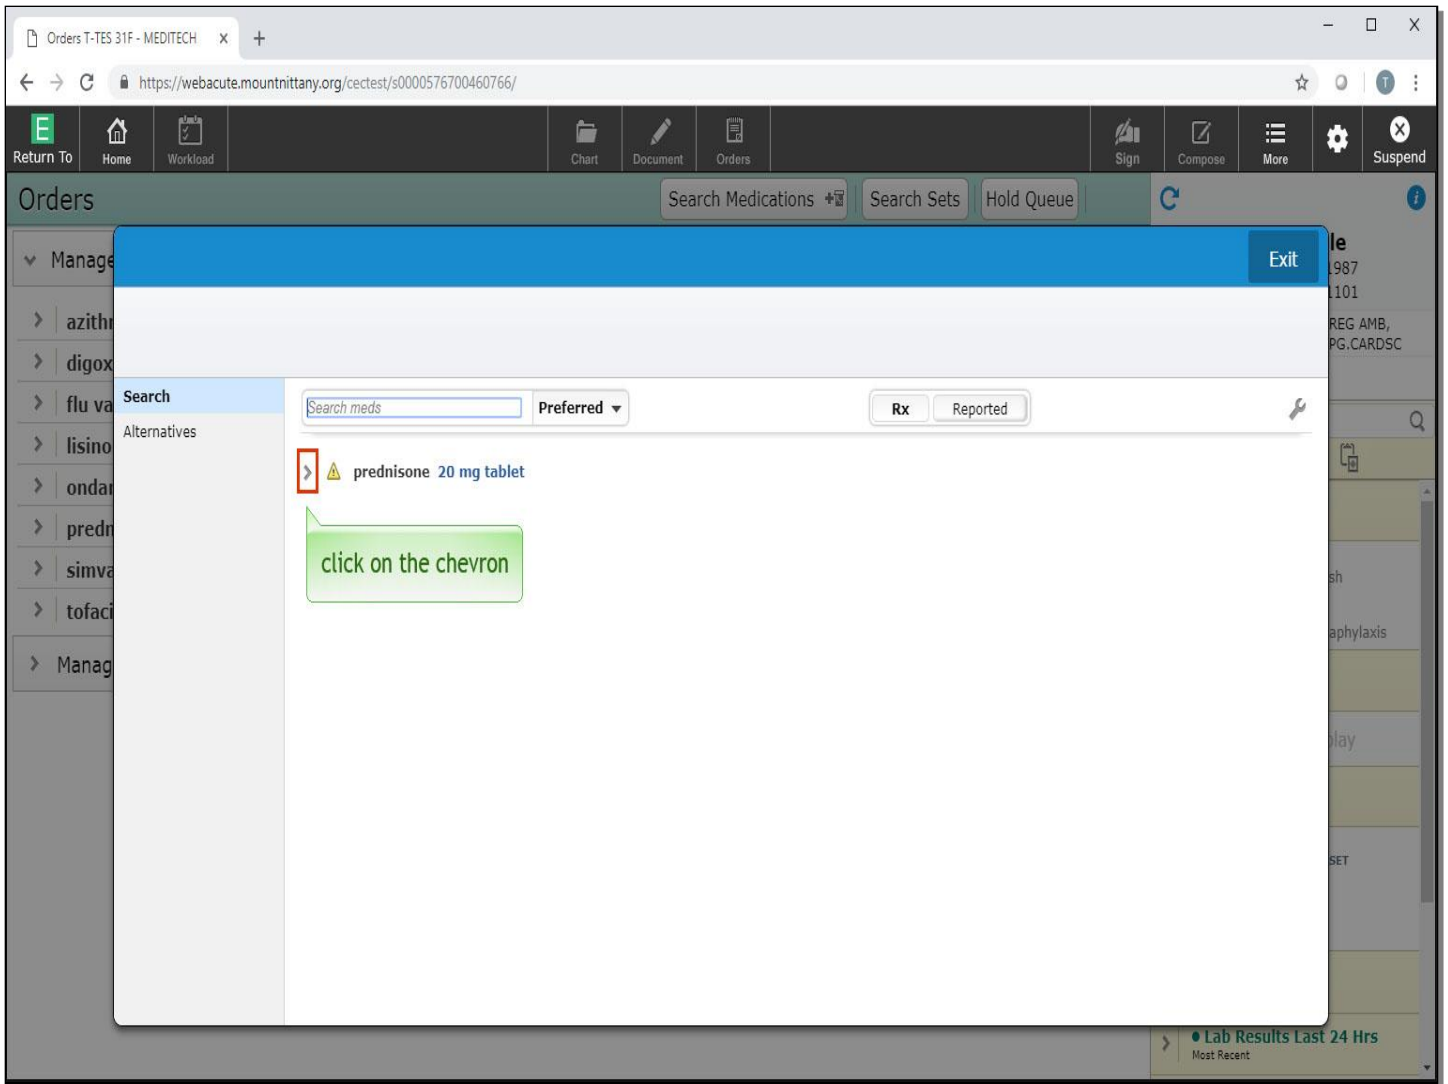 Orders T-TES 31F - MEDITECH x +
https://webacute.mountnittany.org/cectest/s0000576700460766/
T
E
Return To Home Workload Chart Document Orders Sign Compose More Suspend
Orders Search Medications Search Sets Hold Queue
Manage Exit le
1987
1101
azithr REG AMB,
PG.CARDSC
digox
Search
flu va Search meds Preferred Rx Reported
Alternatives
lisino
prednisone 20 mg tablet
ondan
predn
click on the chevron
simva sh
tofaci
aphylaxis
Manag
play
SET
Lab Results Last 24 Hrs
Most Recent